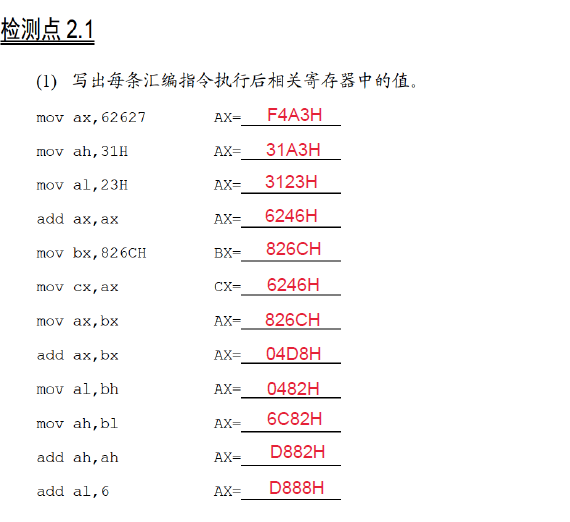 检测点 2.1
(1) 写出每条汇编指令执行后相关寄存器中的值。
mov ax,62627 AX= F4A3H
mov ah,31H AX= 31A3H
mov al,23H AX= 3123H
add ax,ax AX= 6246H
mov bx,826CH BX= 826CH
mov cx,ax CX= 6246H
mov ax,bx AX= 826CH
add ax,bx AX= 04D8H
mov al,bh AX= 0482H
mov ah,bl AX= 6C82H
add ah,ah AX= D882H
add al,6 AX= D888H